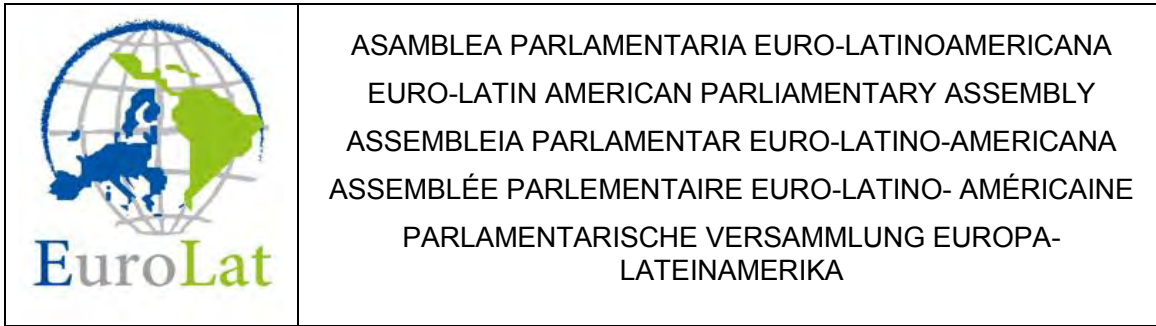 EuroLat
ASAMBLEA PARLAMENTARIA EURO-LATINOAMERICANA
EURO-LATIN AMERICAN PARLIAMENTARY ASSEMBLY
ASSEMBLEIA PARLAMENTAR EURO-LATINO-AMERICANA
ASSEMBLÉE PARLEMENTAIRE EURO-LATINO- AMÉRICAINE
PARLAMENTARISCHE VERSAMMLUNG EUROPA-
LATEINAMERIKA